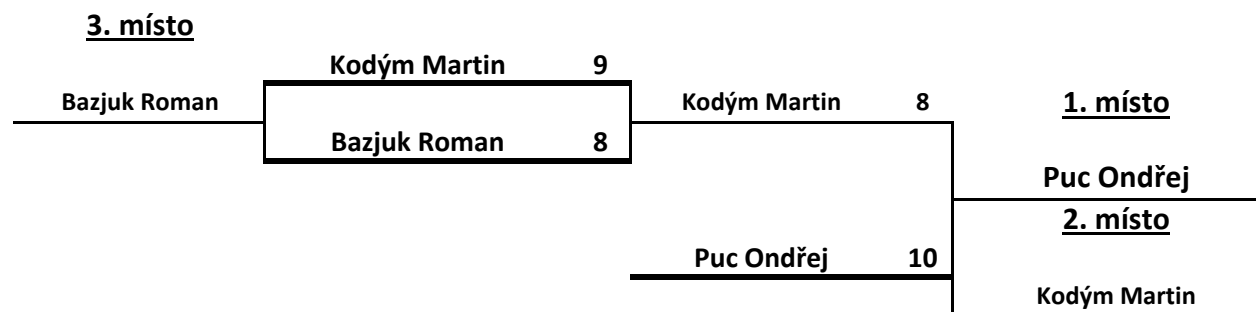 3. místo
Kodým Martin 9
Bazjuk Roman
Kodým Martin 8
1. místo
Bazjuk Roman 8
Puc Ondřej
2. místo
Puc Ondřej 10
Kodým Martin